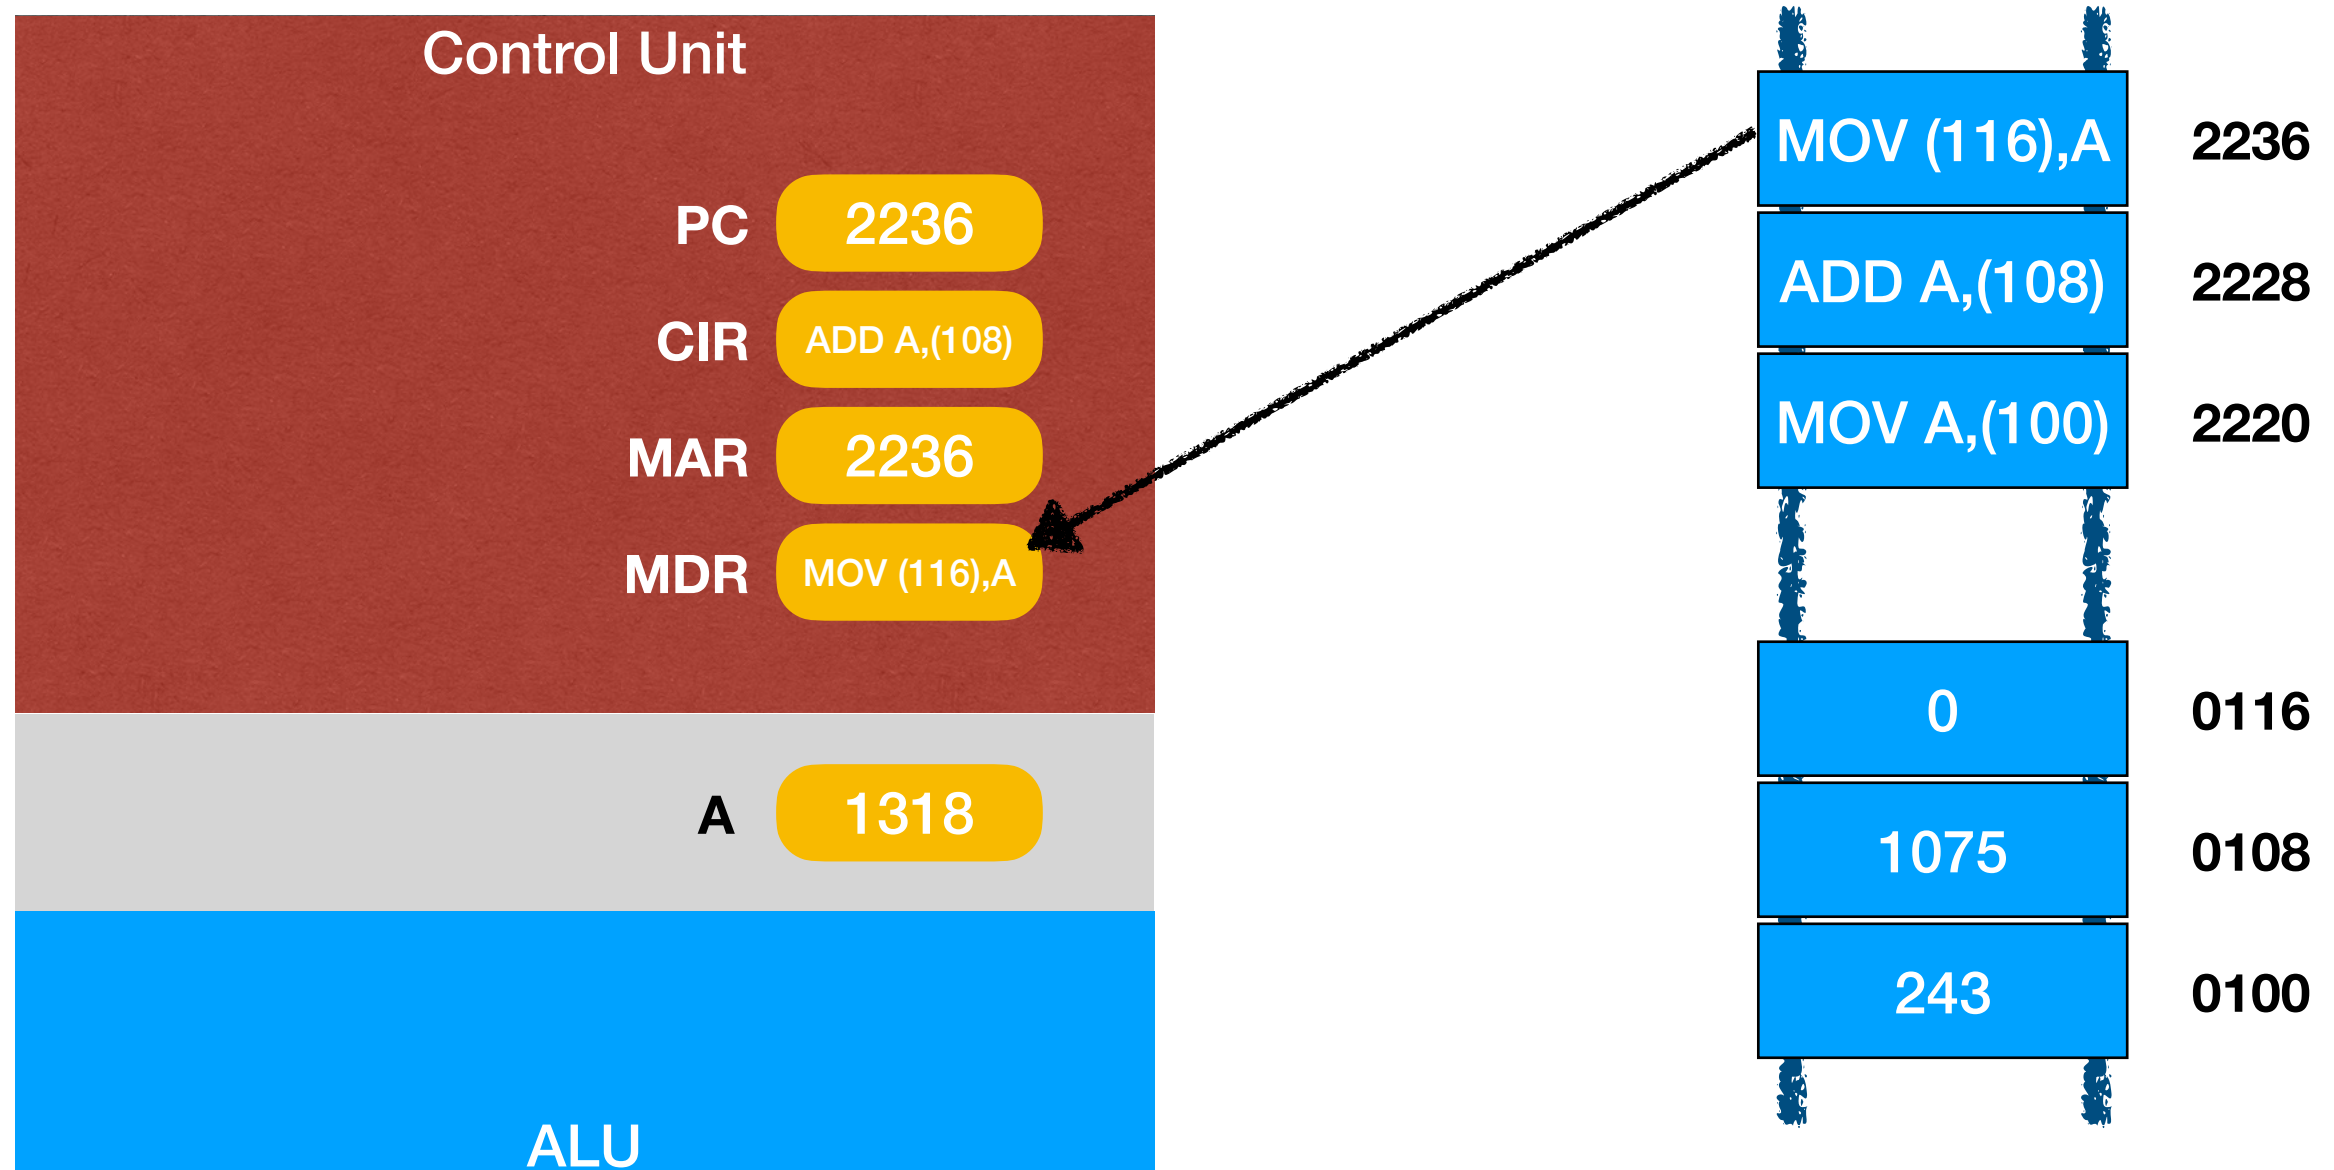 Control Unit
PC 2236
CIR ADD A,(108)
MAR 2236
MDR MOV (116),A
A 1318
ALU
MOV (116),A 2236
ADD A,(108) 2228
MOV A,(100) 2220
0 0116
1075 0108
243 0100